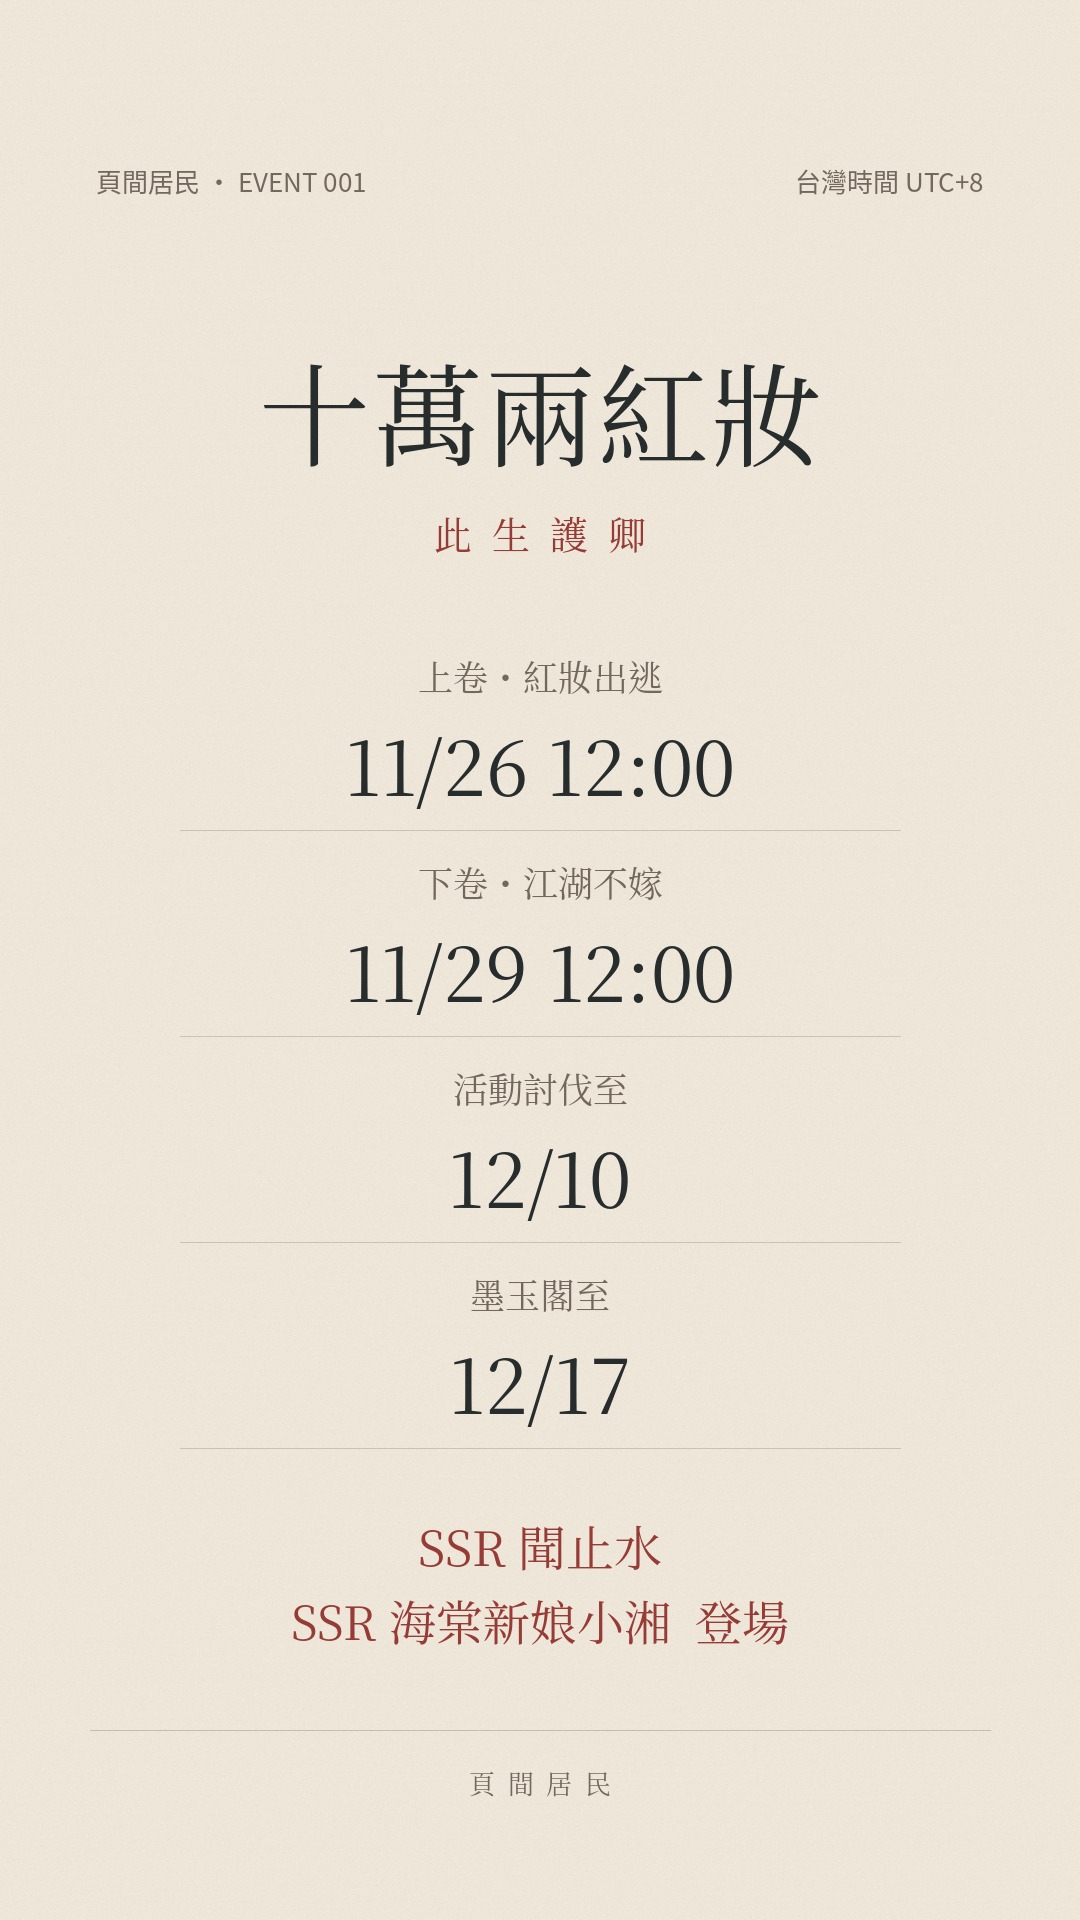 頁間居民 · EVENT 001
台灣時間 UTC+8
十萬兩紅妝
此生護卿
上卷·紅妝出逃
11/26 12:00
下卷·江湖不嫁
11/29 12:00
活動討伐至
12/10
墨玉閣至
12/17
SSR 聞止水
SSR 海棠新娘小湘 登場
頁間居民